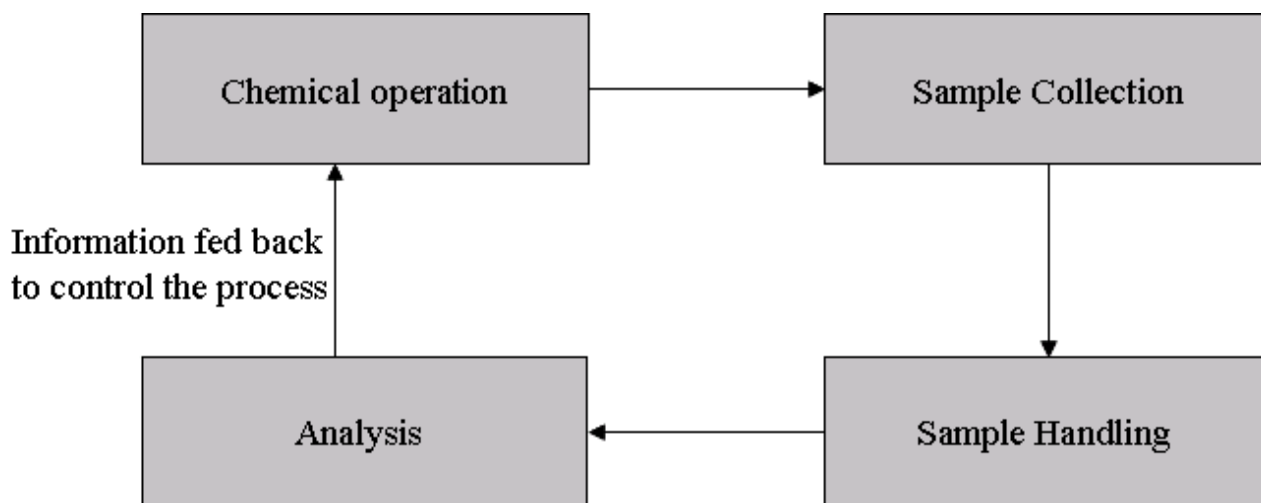 Chemical operation
Sample Collection
Information fed back
to control the process
Analysis
Sample Handling